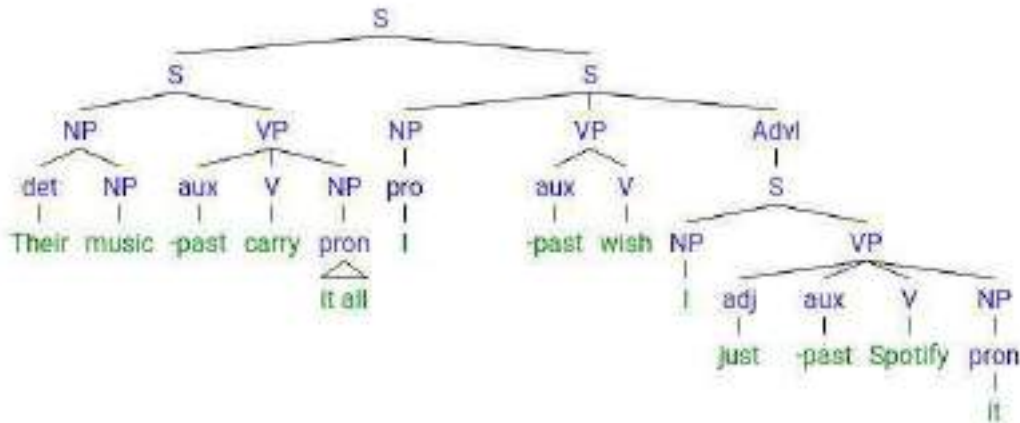 S
S S
NP VP NP VP Advl
det NP aux V NP pro aux V S
Their music -past carry pron I -past wish NP VP
it all I adj aux V NP
just -past Spotify pron
it